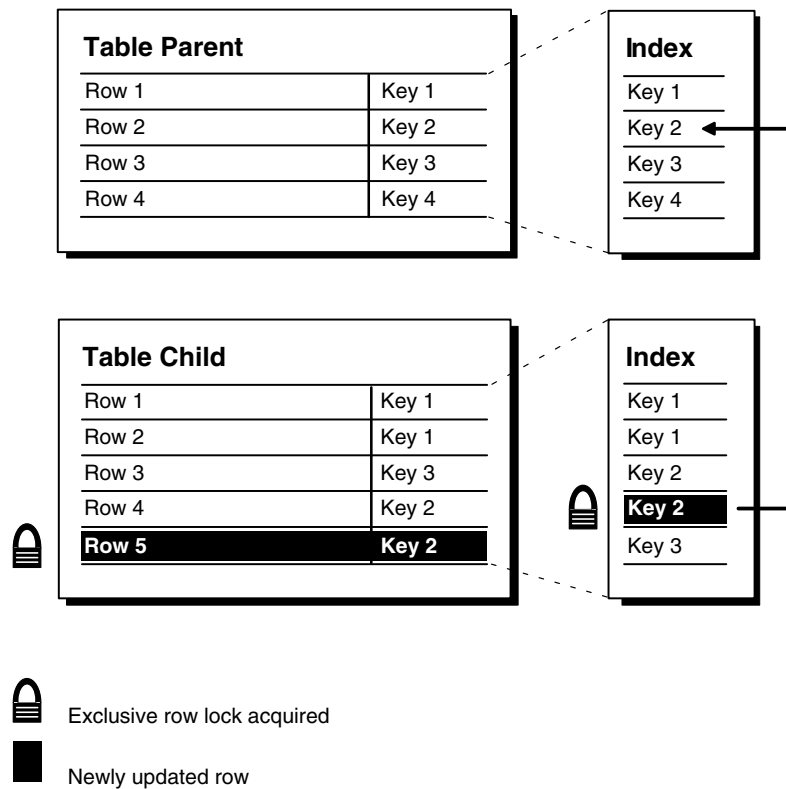 Table Parent
Row 1 Key 1
Row 2 Key 2
Row 3 Key 3
Row 4 Key 4
Index
Key 1
Key 2
Key 3
Key 4
Table Child
Row 1 Key 1
Row 2 Key 1
Row 3 Key 3
Row 4 Key 2
Row 5 Key 2
Index
Key 1
Key 1
Key 2
Key 2
Key 3
Exclusive row lock acquired
Newly updated row